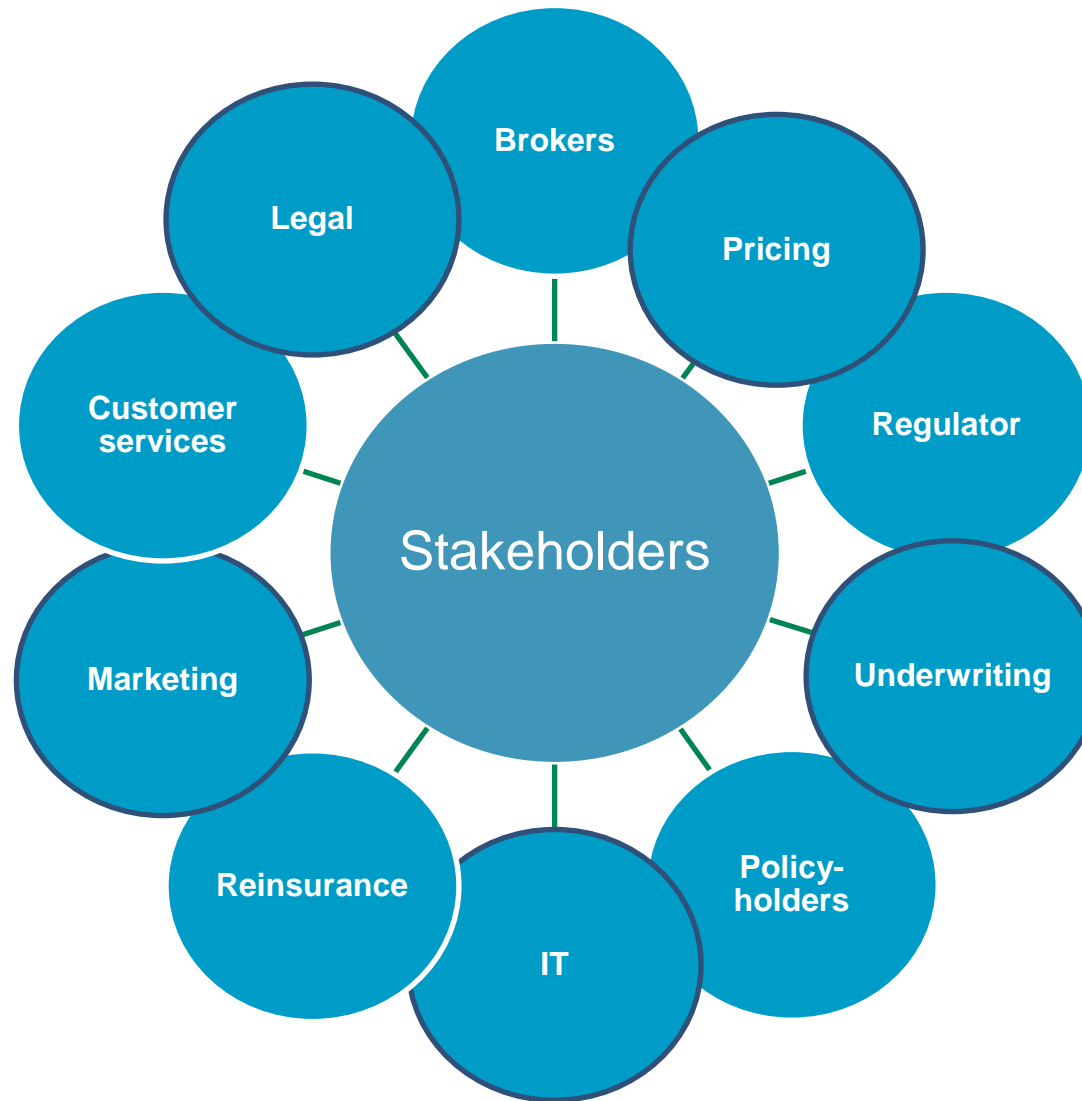 Brokers
Legal
Pricing
Customer
services
Regulator
Stakeholders
Marketing
Underwriting
Reinsurance
Policy-
holders
IT